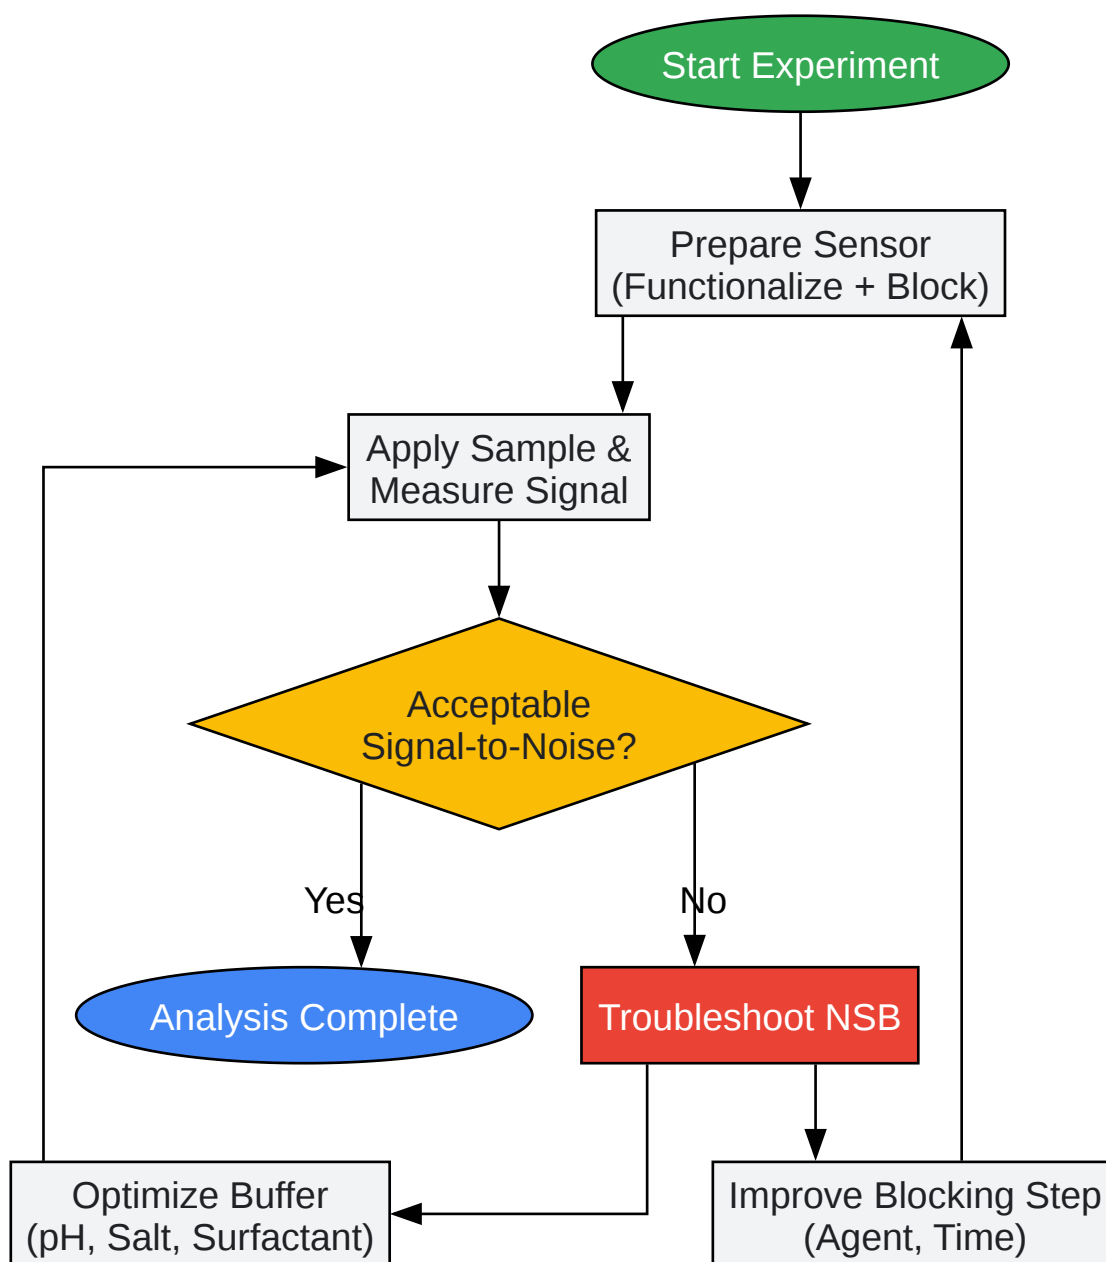 Start Experiment
Prepare Sensor
(Functionalize + Block)
Apply Sample &
Measure Signal
Acceptable
Signal-to-Noise?
Yes
No
Analysis Complete
Troubleshoot NSB
Optimize Buffer
(pH, Salt, Surfactant)
Improve Blocking Step
(Agent, Time)